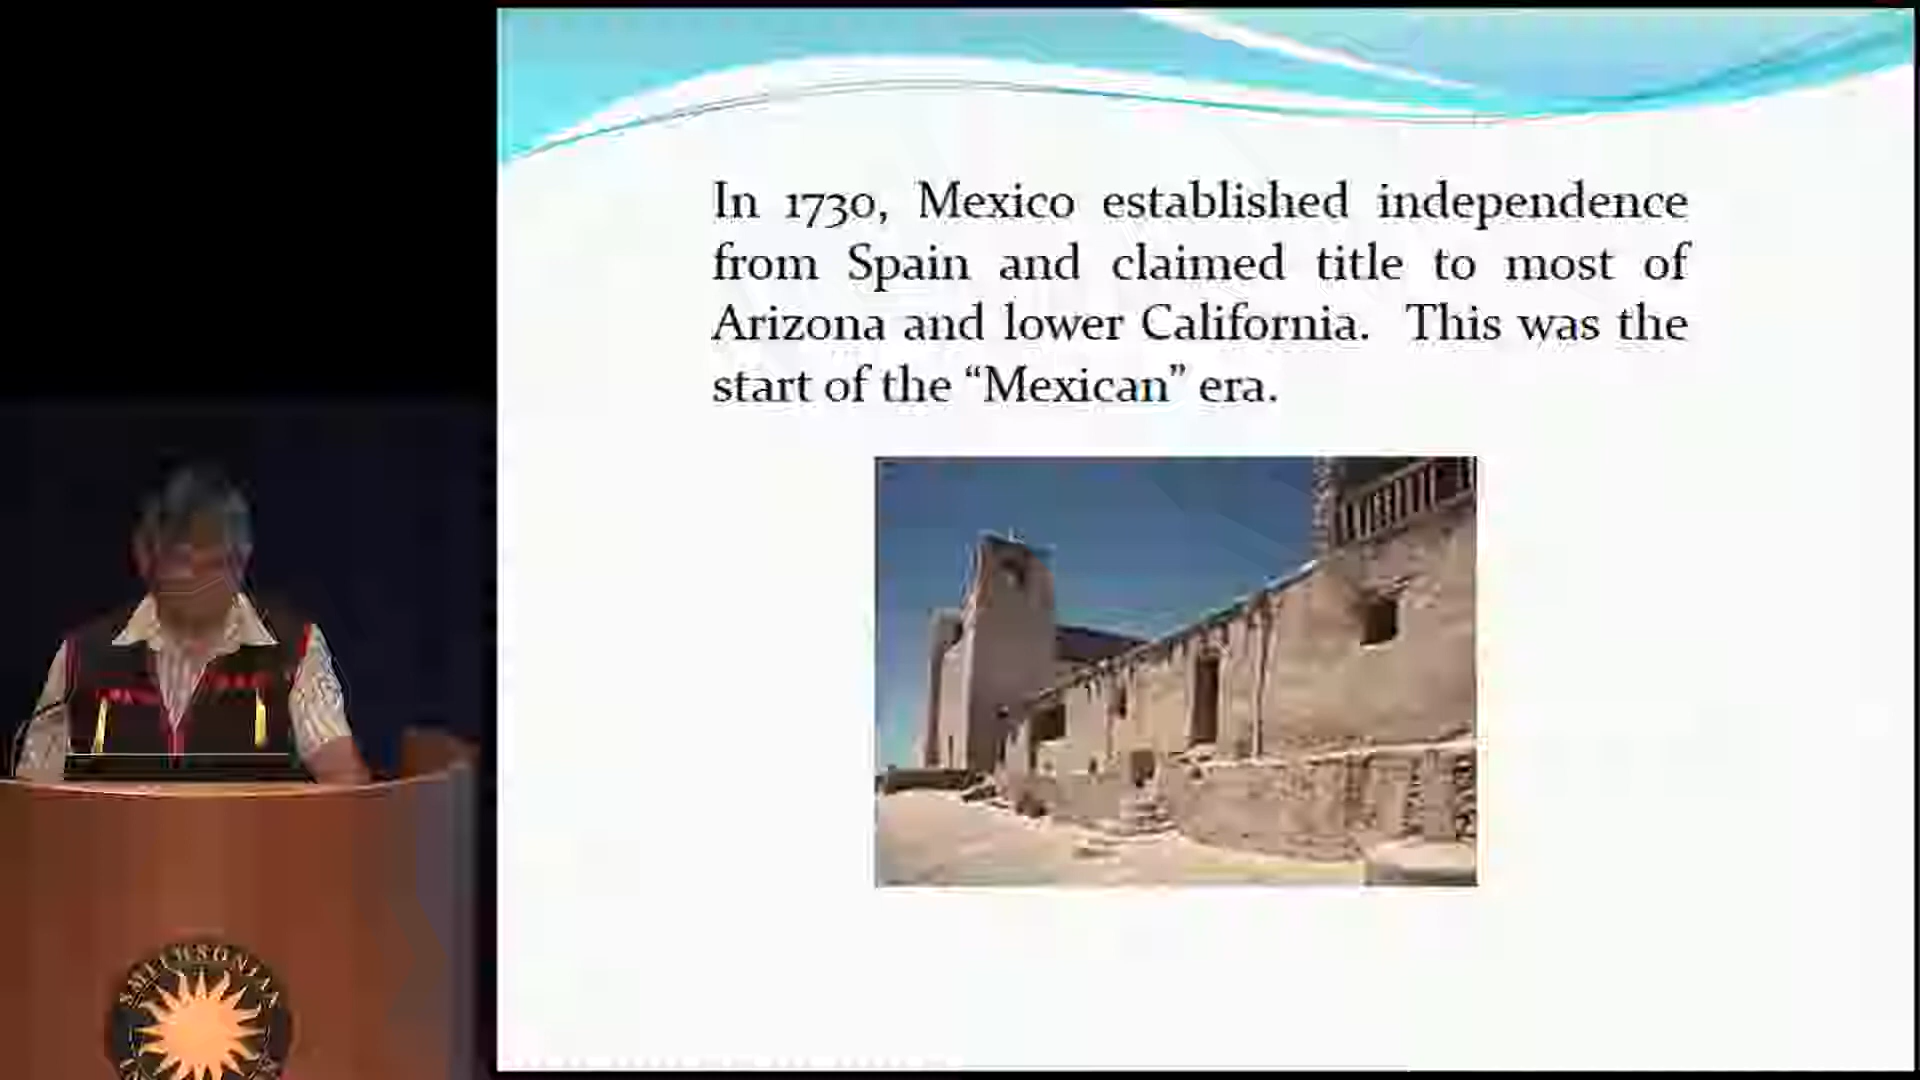 In 1730, Mexico established independence
from Spain and claimed title to most of
Arizona and lower California. This was the
start of the “Mexican” era.
SMITHSONIAN